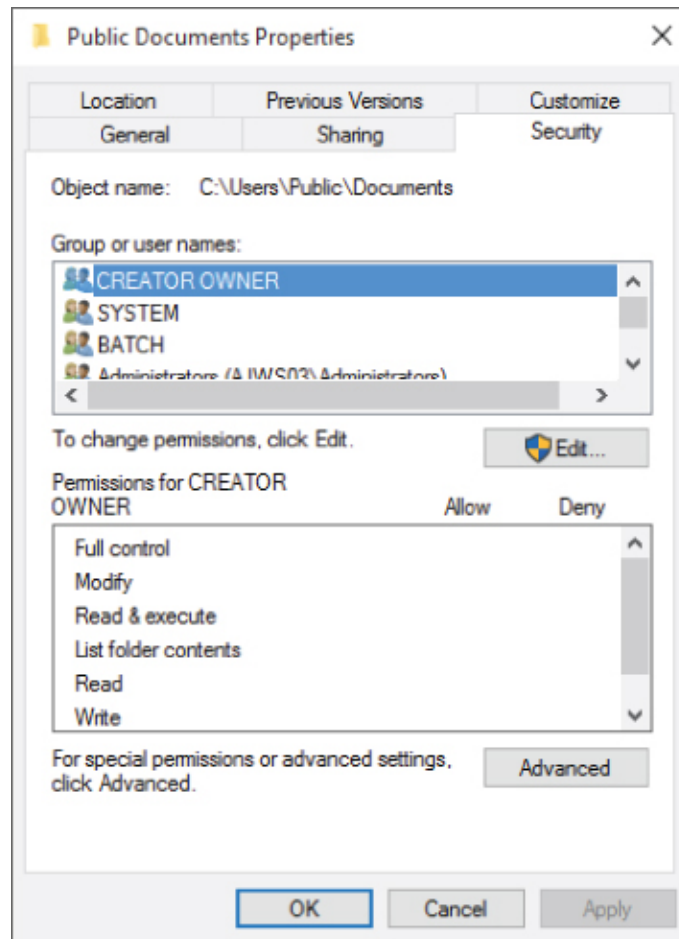 Public Documents Properties
Location Previous Versions Customize
General Sharing Security
Object name: C:\Users\Public\Documents
Group or user names:
CREATOR OWNER
SYSTEM
BATCH
Administrators (AJWS03\Administrators)
To change permissions, click Edit.
Edit...
Permissions for CREATOR
OWNER Allow Deny
Full control
Modify
Read & execute
List folder contents
Read
Write
For special permissions or advanced settings,
click Advanced.
Advanced
OK Cancel Apply